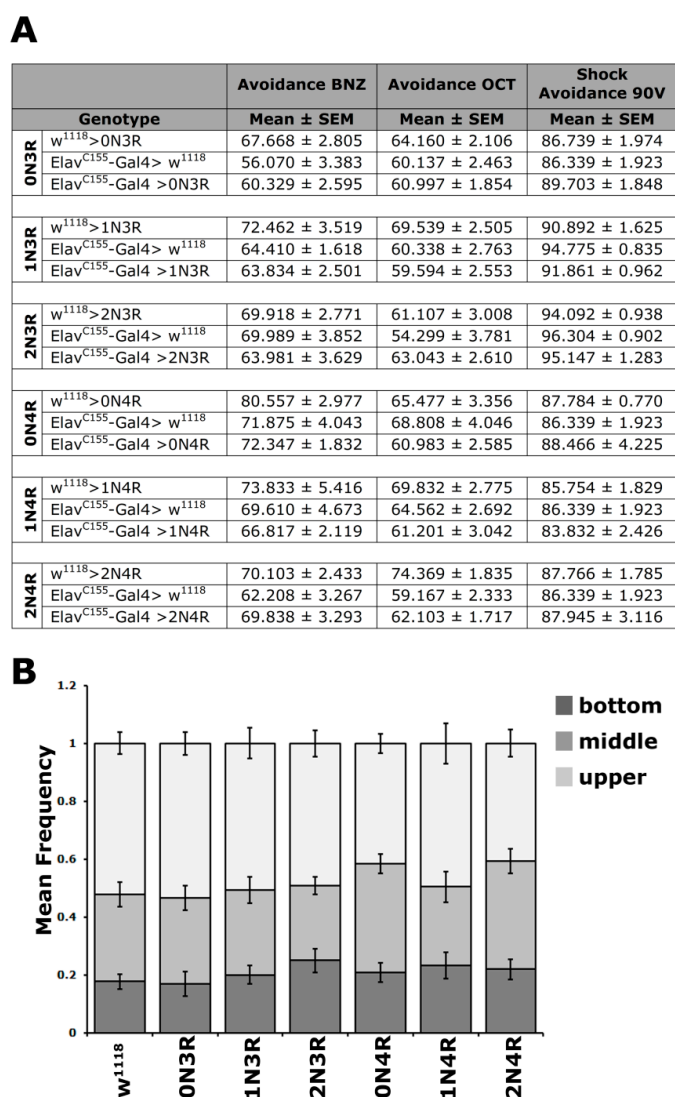 A
Avoidance BNZ Avoidance OCT Shock Avoidance 90V
Genotype Mean ± SEM Mean ± SEM Mean ± SEM
0N3R
w1118>0N3R 67.668 ± 2.805 64.160 ± 2.106 86.739 ± 1.974
ElavC155-Gal4> w1118 56.070 ± 3.383 60.137 ± 2.463 86.339 ± 1.923
ElavC155-Gal4 >0N3R 60.329 ± 2.595 60.997 ± 1.854 89.703 ± 1.848
1N3R
w1118>1N3R 72.462 ± 3.519 69.539 ± 2.505 90.892 ± 1.625
ElavC155-Gal4> w1118 64.410 ± 1.618 60.338 ± 2.763 94.775 ± 0.835
ElavC155-Gal4 >1N3R 63.834 ± 2.501 59.594 ± 2.553 91.861 ± 0.962
2N3R
w1118>2N3R 69.918 ± 2.771 61.107 ± 3.008 94.092 ± 0.938
ElavC155-Gal4> w1118 69.989 ± 3.852 54.299 ± 3.781 96.304 ± 0.902
ElavC155-Gal4 >2N3R 63.981 ± 3.629 63.043 ± 2.610 95.147 ± 1.283
0N4R
w1118>0N4R 80.557 ± 2.977 65.477 ± 3.356 87.784 ± 0.770
ElavC155-Gal4> w1118 71.875 ± 4.043 68.808 ± 4.046 86.339 ± 1.923
ElavC155-Gal4 >0N4R 72.347 ± 1.832 60.983 ± 2.585 88.466 ± 4.225
1N4R
w1118>1N4R 73.833 ± 5.416 69.832 ± 2.775 85.754 ± 1.829
ElavC155-Gal4> w1118 69.610 ± 4.673 64.562 ± 2.692 86.339 ± 1.923
ElavC155-Gal4 >1N4R 66.817 ± 2.119 61.201 ± 3.042 83.832 ± 2.426
2N4R
w1118>2N4R 70.103 ± 2.433 74.369 ± 1.835 87.766 ± 1.785
ElavC155-Gal4> w1118 62.208 ± 3.267 59.167 ± 2.333 86.339 ± 1.923
ElavC155-Gal4 >2N4R 69.838 ± 3.293 62.103 ± 1.717 87.945 ± 3.116
B
Mean Frequency
1.2
1
0.8
0.6
0.4
0.2
0
w1118 0N3R 1N3R 2N3R 0N4R 1N4R 2N4R
bottom
middle
upper